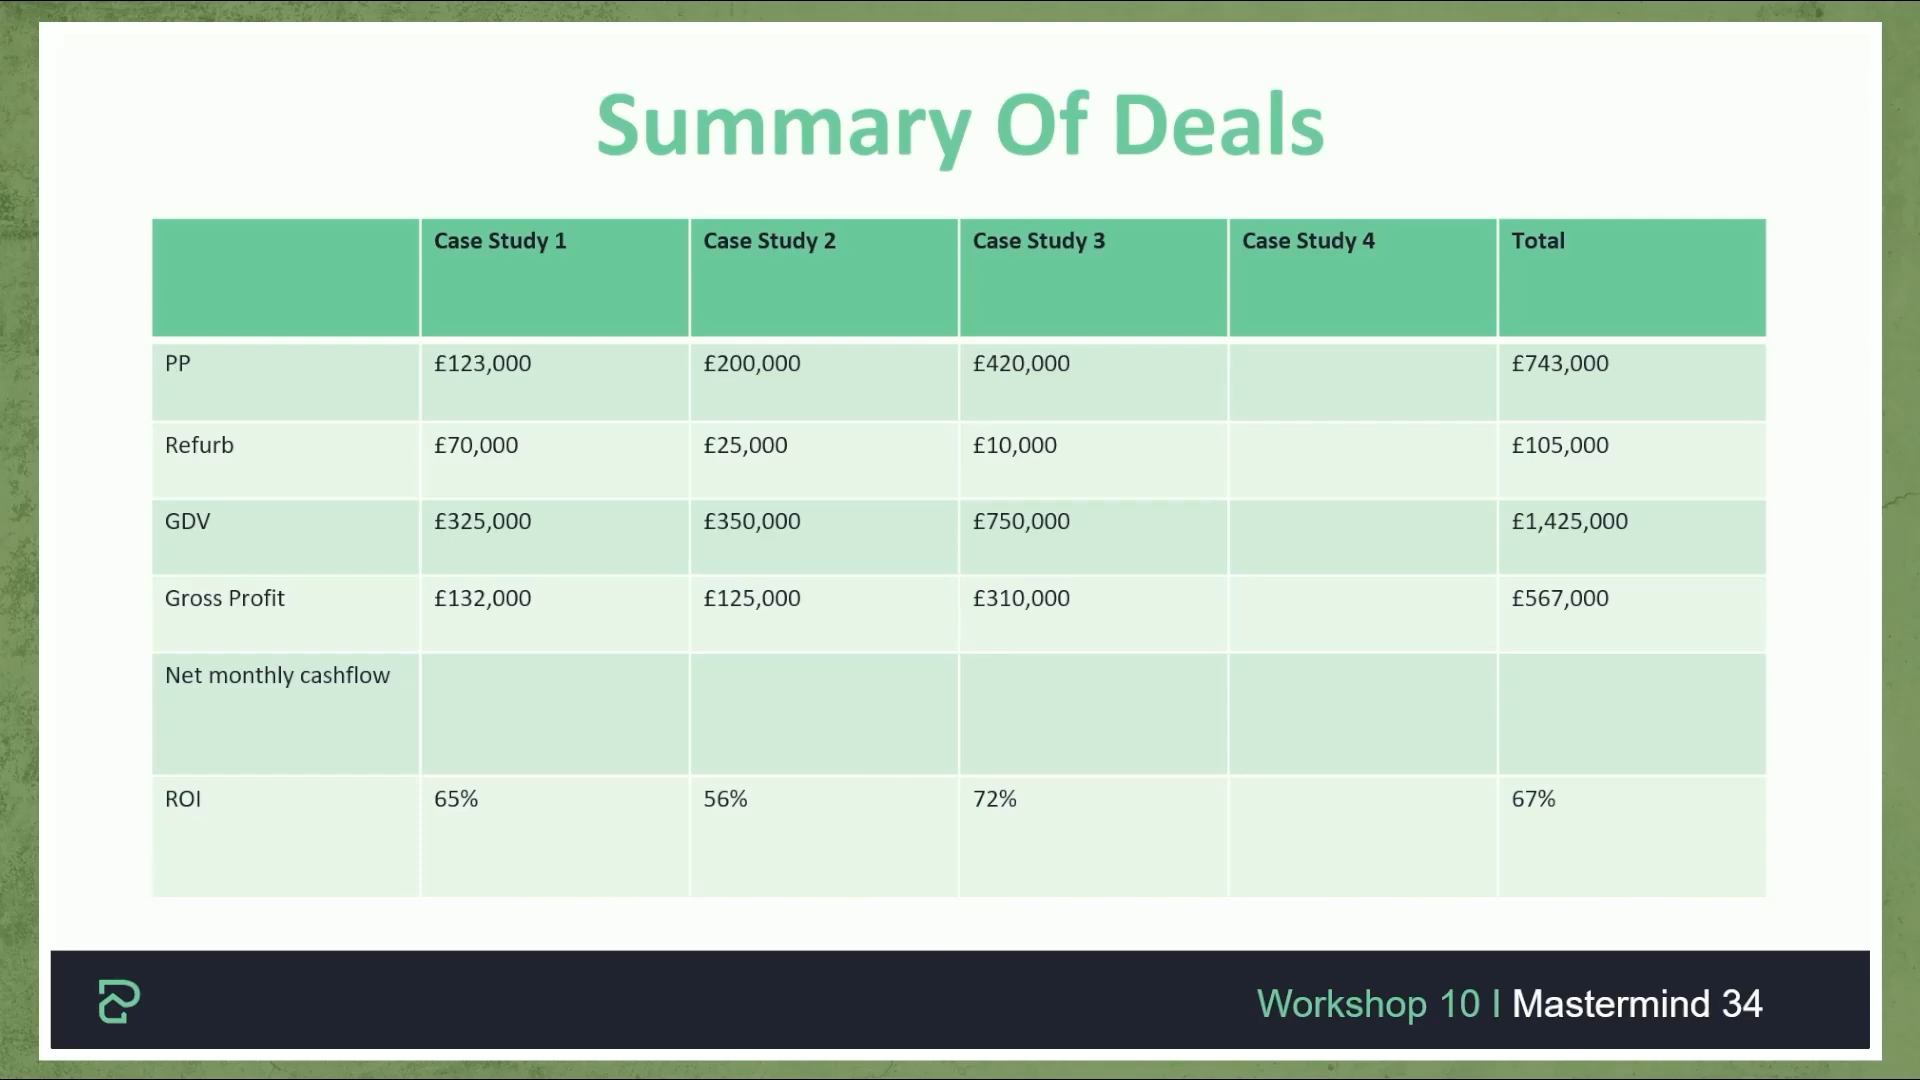 Summary Of Deals
Case Study 1 Case Study 2 Case Study 3 Case Study 4 Total
PP £123,000 £200,000 £420,000 £743,000
Refurb £70,000 £25,000 £10,000 £105,000
GDV £325,000 £350,000 £750,000 £1,425,000
Gross Profit £132,000 £125,000 £310,000 £567,000
Net monthly cashflow
ROI 65% 56% 72% 67%
Workshop 10 I Mastermind 34